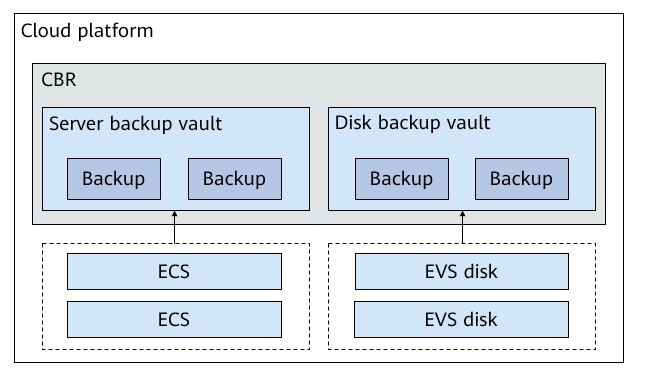 Cloud platform
CBR
Server backup vault
Disk backup vault
Backup
Backup
Backup
Backup
ECS
EVS disk
ECS
EVS disk